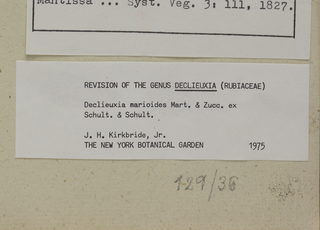 Mantissa ... Syst. Veg. 3: 111, 1827.
REVISION OF THE GENUS DECLIEUXIA (RUBIACEAE)
Declieuxia marioides Mart. & Zucc. ex
Schult. & Schult.
J. H. Kirkbride, Jr.
THE NEW YORK BOTANICAL GARDEN 1975
129/36